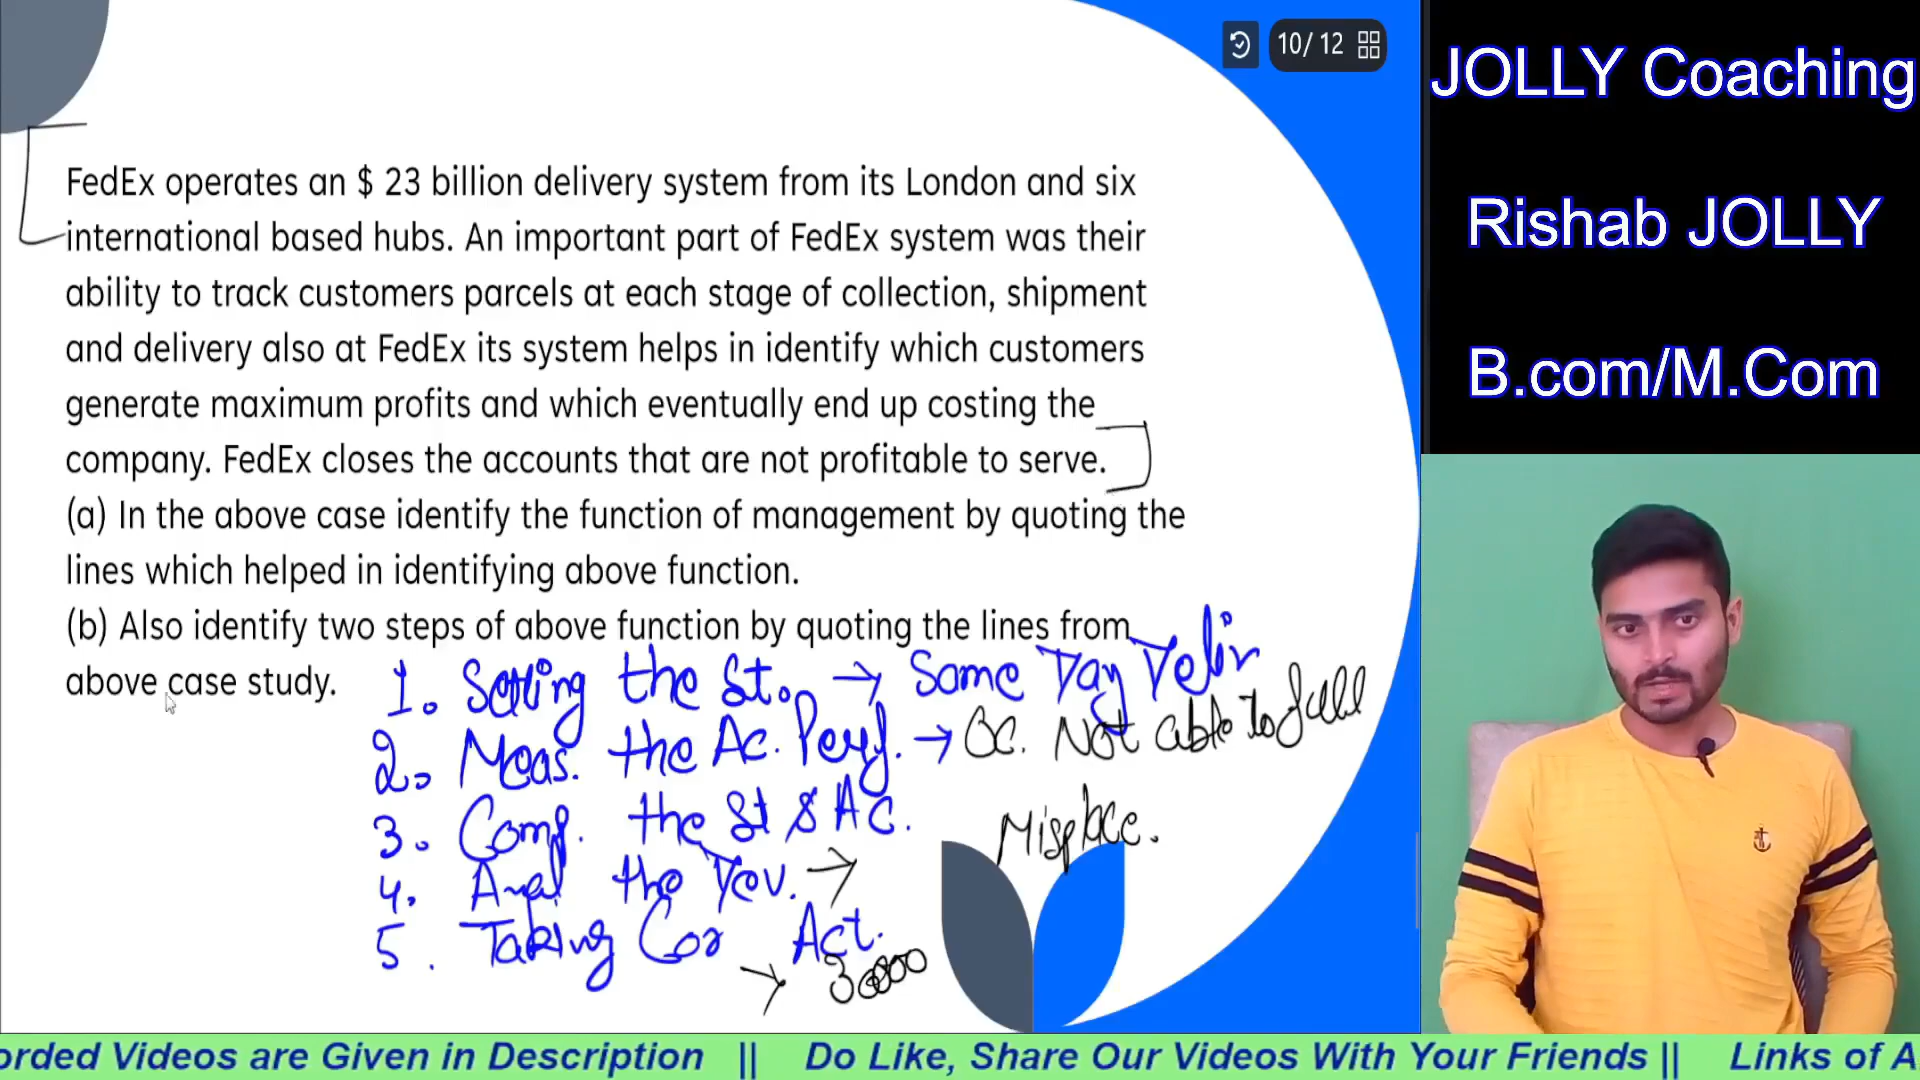 10/ 12
FedEx operates an $ 23 billion delivery system from its London and six
international based hubs. An important part of FedEx system was their
ability to track customers parcels at each stage of collection, shipment
and delivery also at FedEx its system helps in identify which customers
generate maximum profits and which eventually end up costing the
company. FedEx closes the accounts that are not profitable to serve.
(a) In the above case identify the function of management by quoting the
lines which helped in identifying above function.
(b) Also identify two steps of above function by quoting the lines from
above case study.
1. Setting the St. → Same Day Deliv
2. Meas. the Ac. Perf. → Bc. Not able to
Misplace.
3. Comp. the St & Ac.
4. Anal the Dev. →
5. Taking Cor Act.
→
JOLLY Coaching
Rishab JOLLY
B.com/M.Com
orded Videos are Given in Description || Do Like, Share Our Videos With Your Friends || Links of A